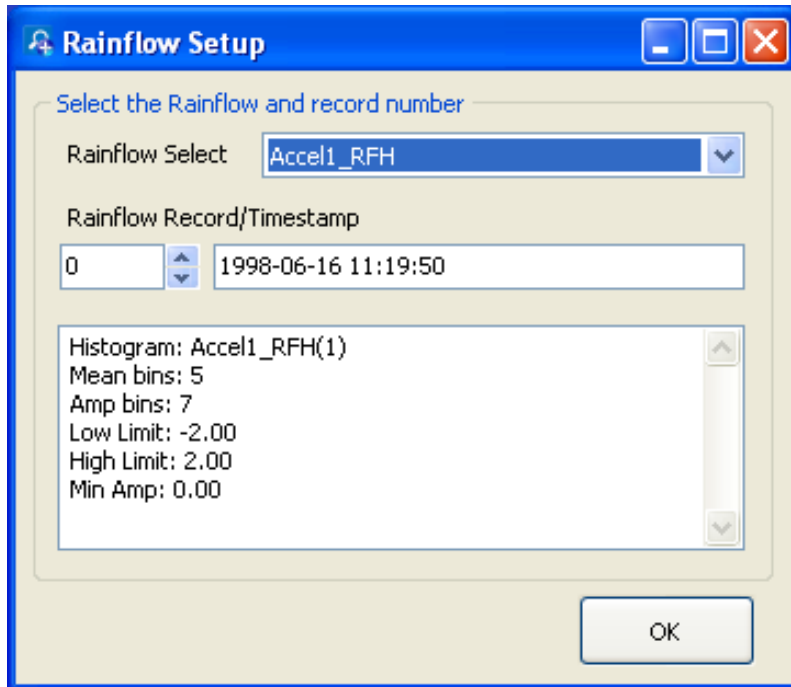 Rainflow Setup
Select the Rainflow and record number
Rainflow Select
Accel1_RFH
Rainflow Record/Timestamp
0
1998-06-16 11:19:50
Histogram: Accel1_RFH(1)
Mean bins: 5
Amp bins: 7
Low Limit: -2.00
High Limit: 2.00
Min Amp: 0.00
OK